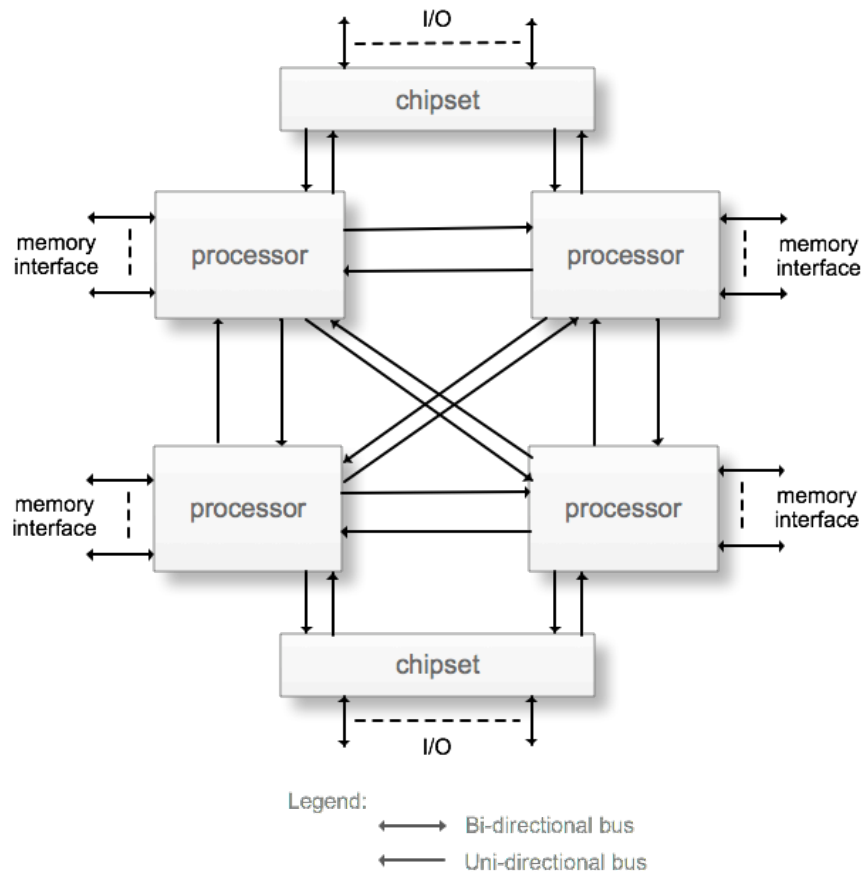 I/O
chipset
processor
processor
memory
interface
memory
interface
processor
processor
memory
interface
memory
interface
chipset
I/O
Legend:
Bi-directional bus
Uni-directional bus